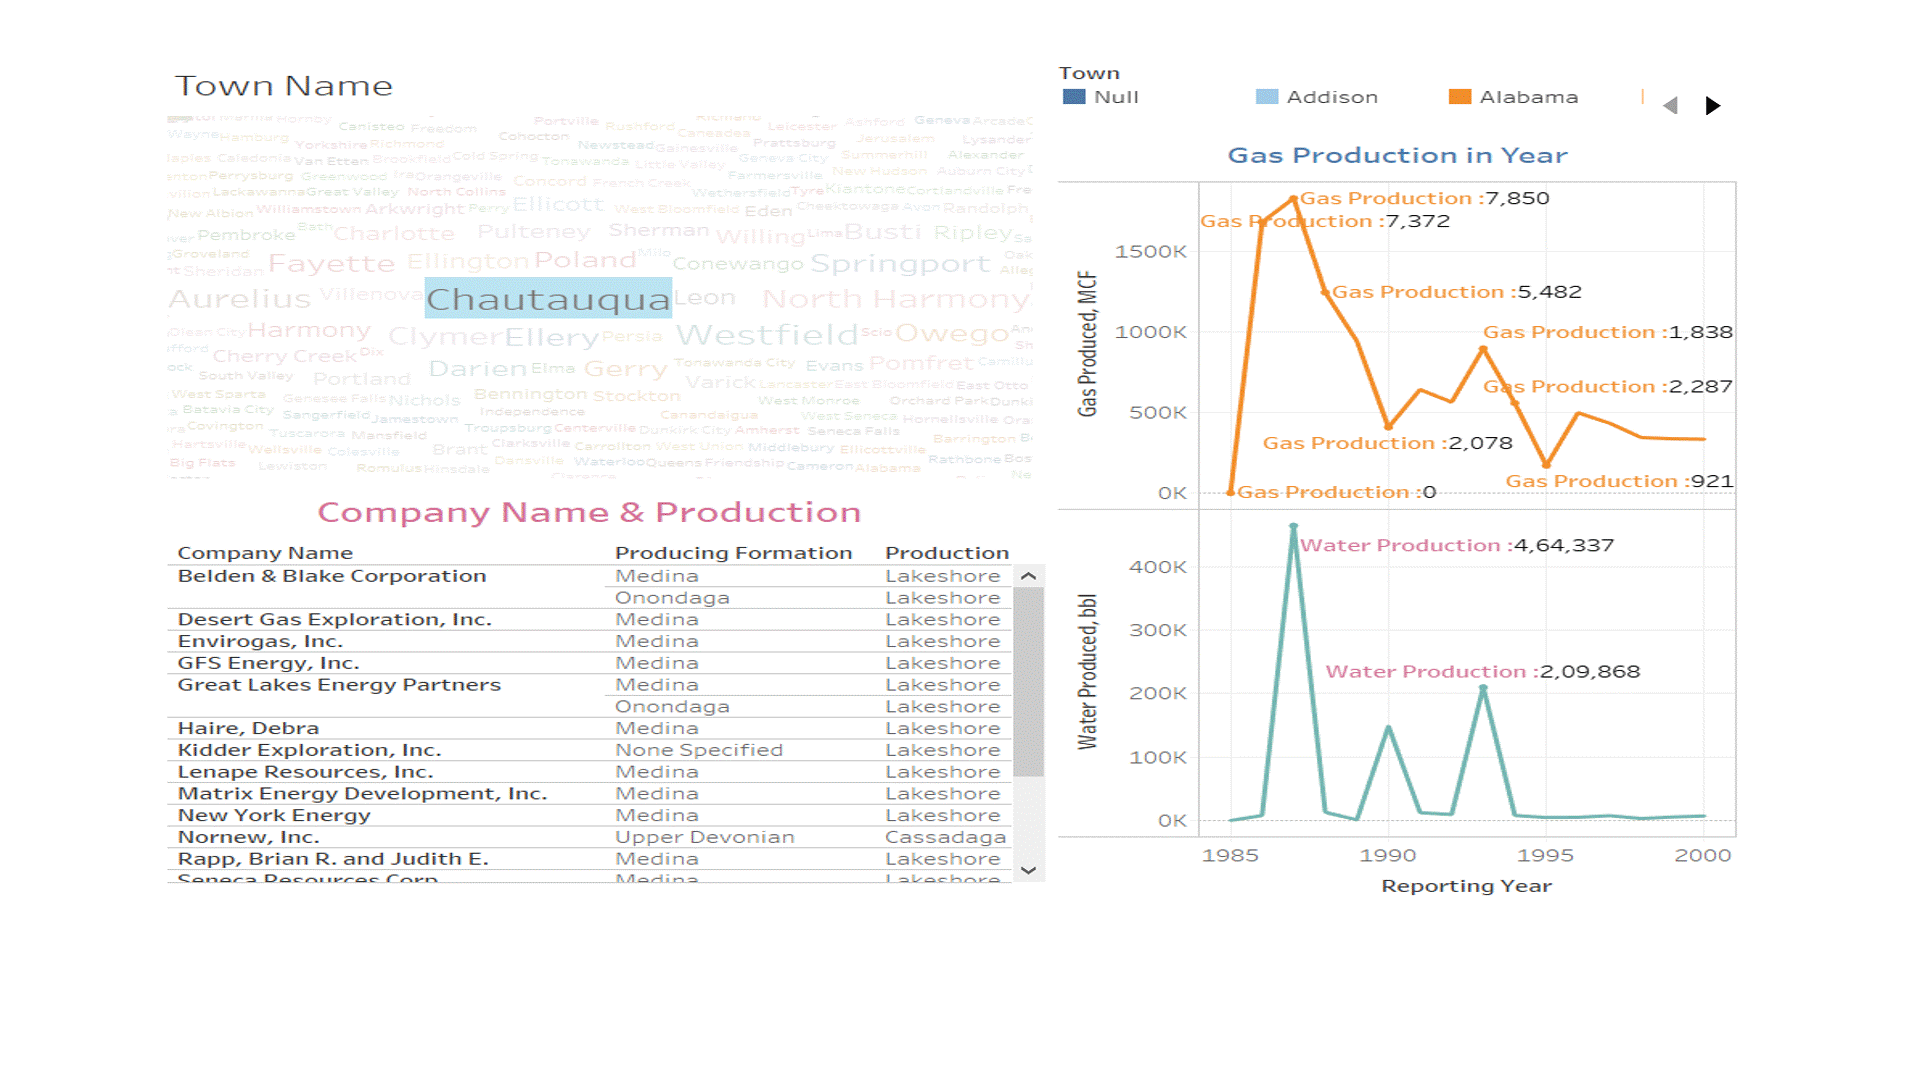 Town Name
Canisteo Freedom Portville Rushford Caneadea Leicester Ashford Geneva
Wayne Hamburg Cohocton Prattsburg Jerusalem Lysander
Yorkshire Richmond Newstead Gainesville
Caledonia Van Etten Brookfield Cold Spring Tonawanda Little Valley Geneva City Summerhill Alexander
Perrysburg Greenwood Orangeville Concord French Creek Farmersville New Hudson Auburn City
Lackawanna Great Valley North Collins Wethersfield Tyre Kiantone Cortlandville
New Albion Williamstown Arkwright Perry Ellicott West Bloomfield Eden Cheektowaga Avon Randolph
Pembroke Bath Charlotte Pulteney Sherman Willing Lima Busti Ripley
Groveland Fayette Ellington Poland Milo Conewango Springport
Sheridan
Aurelius Villenova Chautauqua Leon North Harmony
Olean City Harmony Clymer Ellery Persia Westfield Scio Owego
Cherry Creek Dix Darien Elma Gerry Tonawanda City Evans Pomfret
South Valley Portland Varick Lancaster East Bloomfield East Otto
West Sparta Genesee Falls Nichols Bennington Stockton West Monroe Orchard Park
Batavia City Sangerfield Jamestown Independence Canandaigua West Seneca Hornellsville
Covington Tuscarora Mansfield Troupsburg Centerville Dunkirk City Amherst Seneca Falls
Hartsville Wellsville Colesville Brant Clarksville Carrollton West Union Middlebury Ellicottville Barrington
Big Flats Lewiston Romulus Hinsdale Dansville Waterloo Queens Friendship Cameron Alabama Rathbone
Clarence
Company Name & Production
Company Name Producing Formation Production
Belden & Blake Corporation Medina Lakeshore
Onondaga Lakeshore
Desert Gas Exploration, Inc. Medina Lakeshore
Envirogas, Inc. Medina Lakeshore
GFS Energy, Inc. Medina Lakeshore
Great Lakes Energy Partners Medina Lakeshore
Onondaga Lakeshore
Haire, Debra Medina Lakeshore
Kidder Exploration, Inc. None Specified Lakeshore
Lenape Resources, Inc. Medina Lakeshore
Matrix Energy Development, Inc. Medina Lakeshore
New York Energy Medina Lakeshore
Nornew, Inc. Upper Devonian Cassadaga
Rapp, Brian R. and Judith E. Medina Lakeshore
Seneca Resources Corp Medina Lakeshore
Town
Null Addison Alabama
Gas Production in Year
Gas Production :7,850
Gas Production :7,372
1500K
Gas Production :5,482
1000K
Gas Production :1,838
Gas Production :2,287
500K
Gas Production :2,078
Gas Production :921
0K
Gas Production :0
Gas Produced, MCF
Water Production :4,64,337
400K
300K
Water Production :2,09,868
200K
100K
0K
Water Produced, bbl
1985 1990 1995 2000
Reporting Year